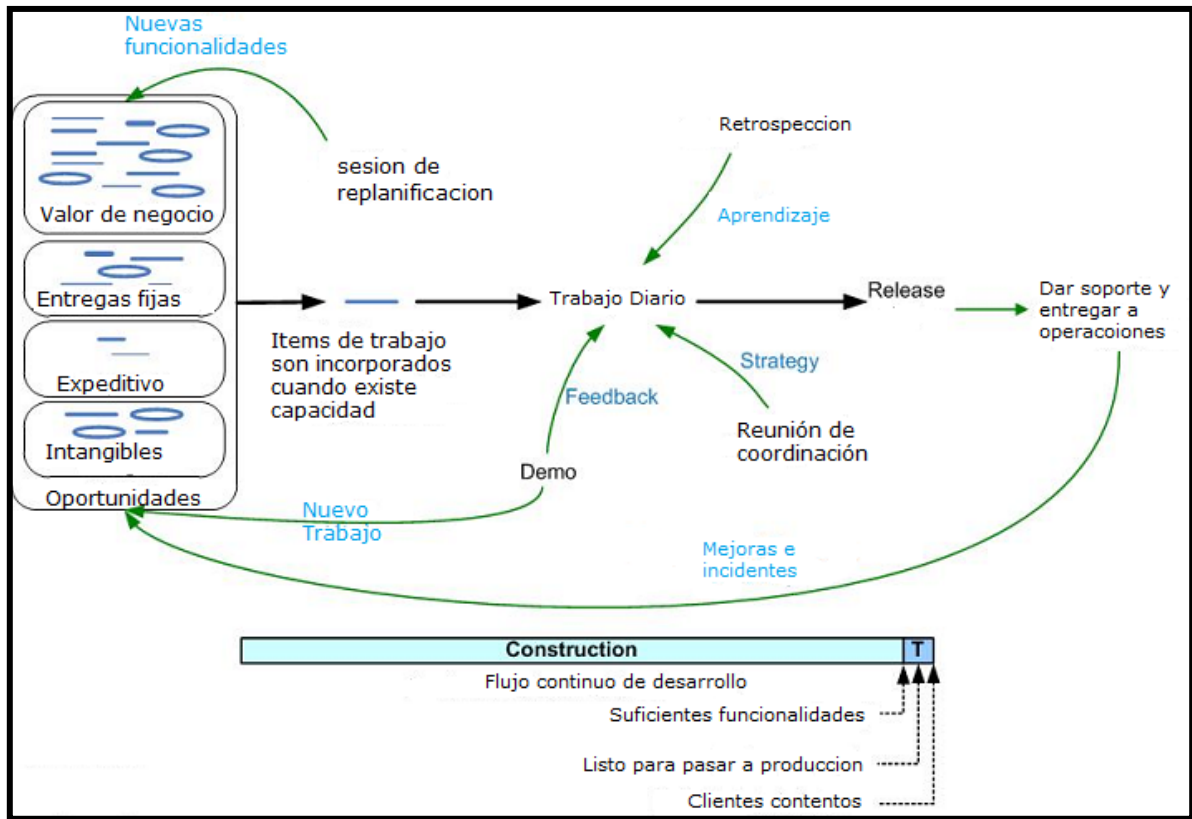 Nuevas
funcionalidades
Valor de negocio
Entregas fijas
Expeditivo
Intangibles
Oportunidades
sesion de
replanificacion
Items de trabajo
son incorporados
cuando existe
capacidad
Retrospeccion
Aprendizaje
Trabajo Diario
Release
Dar soporte y
entregar a
operacciones
Strategy
Feedback
Reunión de
coordinación
Demo
Nuevo
Trabajo
Mejoras e
incidentes
Construction
T
Flujo continuo de desarrollo
Suficientes funcionalidades
Listo para pasar a produccion
Clientes contentos